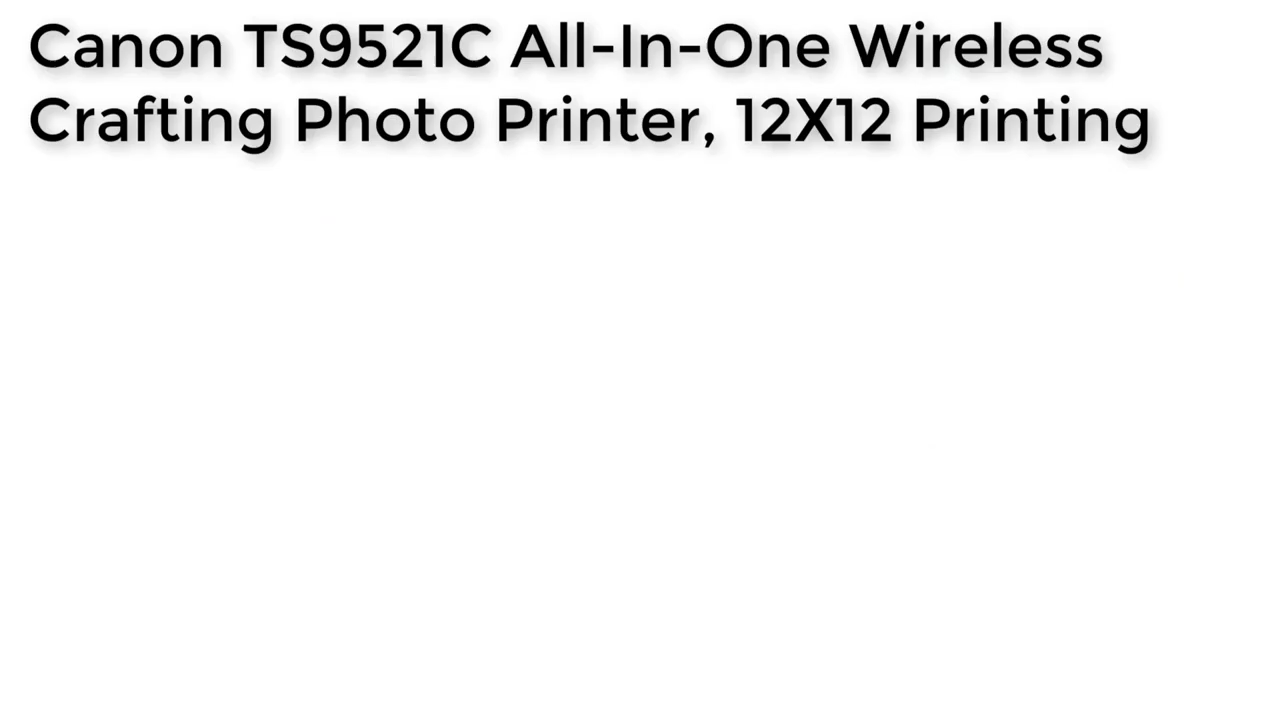 Canon TS9521C All-In-One Wireless
Crafting Photo Printer, 12X12 Printing